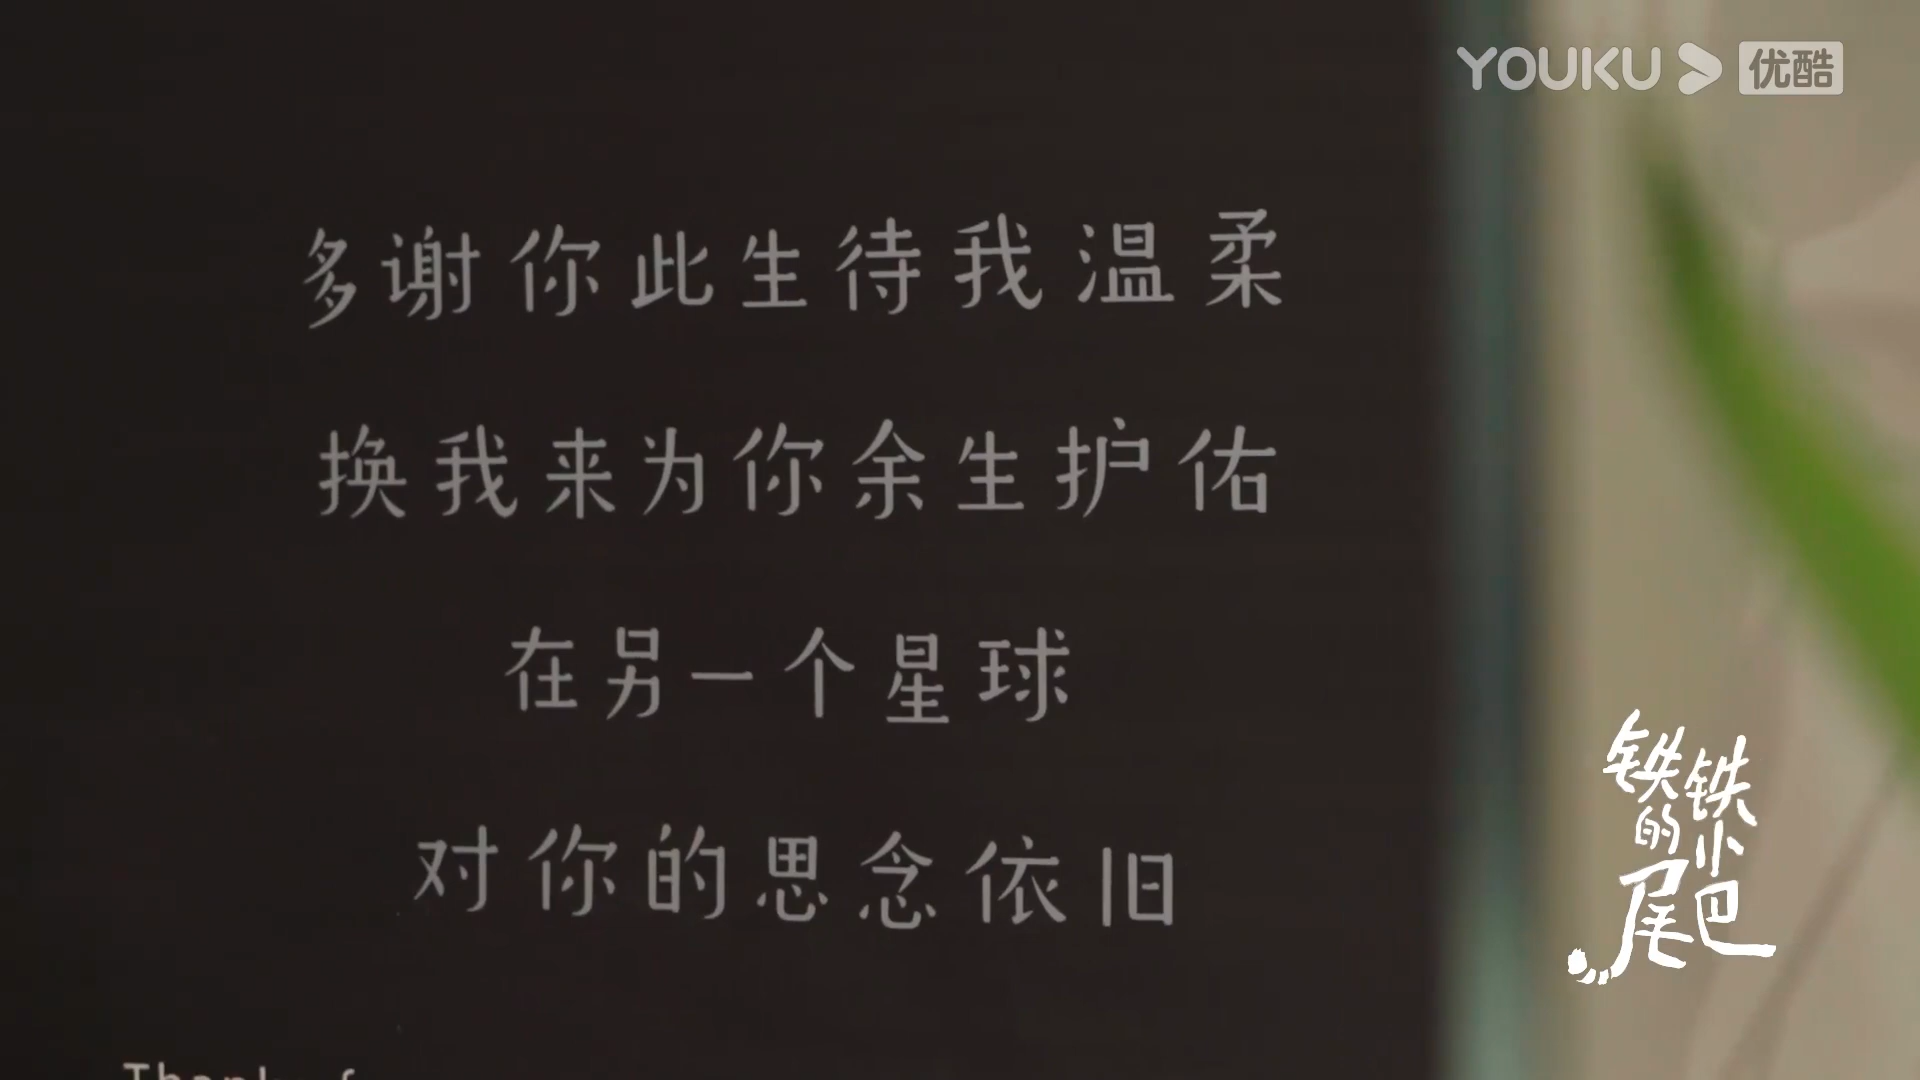 YOUKU 优酷
多谢你此生待我温柔
换我来为你余生护佑
在另一个星球
对你的思念依旧
铁铁的小尾巴